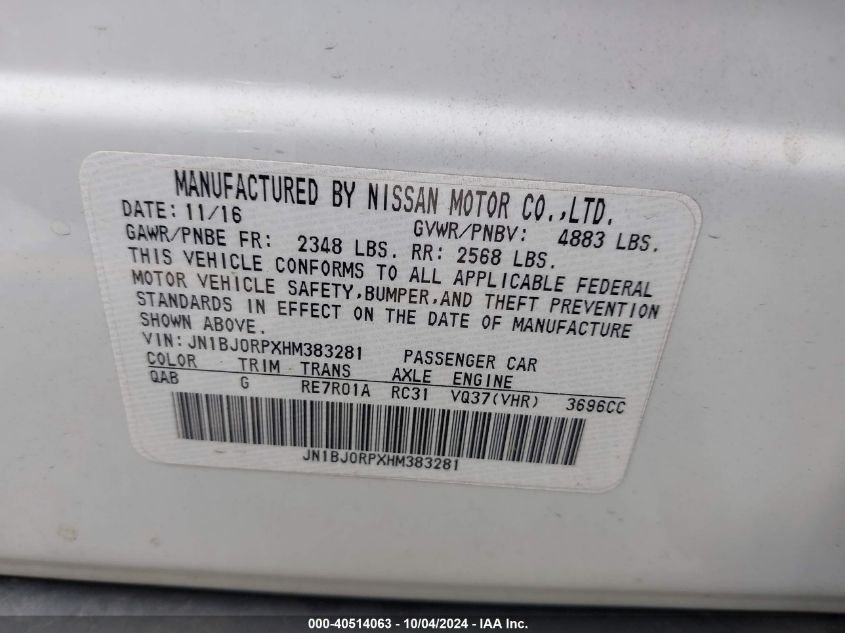 MANUFACTURED BY NISSAN MOTOR CO.,LTD.
DATE: 11/16 GVWR/PNBV: 4883 LBS.
GAWR/PNBE FR: 2348 LBS. RR: 2568 LBS.
THIS VEHICLE CONFORMS TO ALL APPLICABLE FEDERAL
MOTOR VEHICLE SAFETY,BUMPER,AND THEFT PREVENTION
STANDARDS IN EFFECT ON THE DATE OF MANUFACTURE
SHOWN ABOVE.
VIN: JN1BJ0RPXHM383281 PASSENGER CAR
COLOR TRIM TRANS AXLE ENGINE
QAB G RE7R01A RC31 VQ37(VHR) 3696CC
JN1BJ0RPXHM383281
000-40514063 - 10/04/2024 - IAA Inc.